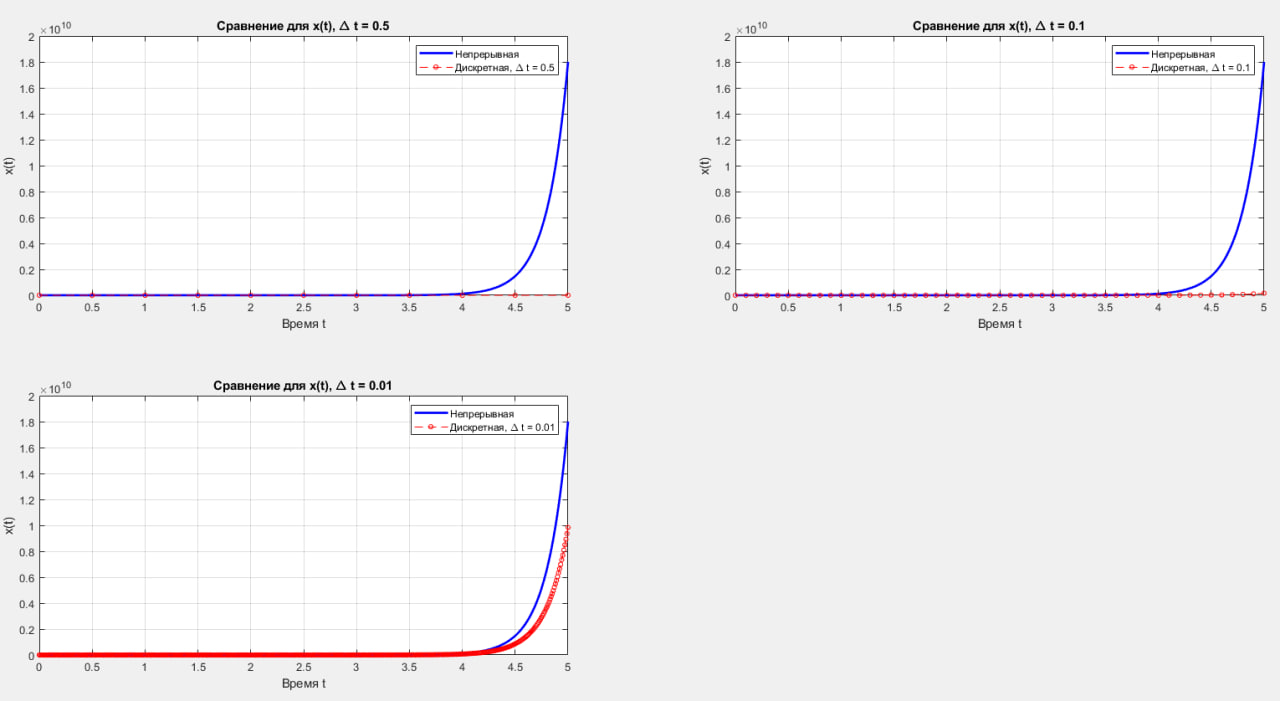 Сравнение для x(t), Δ t = 0.5
×10^10
2
1.8
1.6
1.4
1.2
1
0.8
0.6
0.4
0.2
0
x(t)
Непрерывная
Дискретная, Δ t = 0.5
0 0.5 1 1.5 2 2.5 3 3.5 4 4.5 5
Время t
Сравнение для x(t), Δ t = 0.1
×10^10
2
1.8
1.6
1.4
1.2
1
0.8
0.6
0.4
0.2
0
x(t)
Непрерывная
Дискретная, Δ t = 0.1
0 0.5 1 1.5 2 2.5 3 3.5 4 4.5 5
Время t
Сравнение для x(t), Δ t = 0.01
×10^10
2
1.8
1.6
1.4
1.2
1
0.8
0.6
0.4
0.2
0
x(t)
Непрерывная
Дискретная, Δ t = 0.01
0 0.5 1 1.5 2 2.5 3 3.5 4 4.5 5
Время t